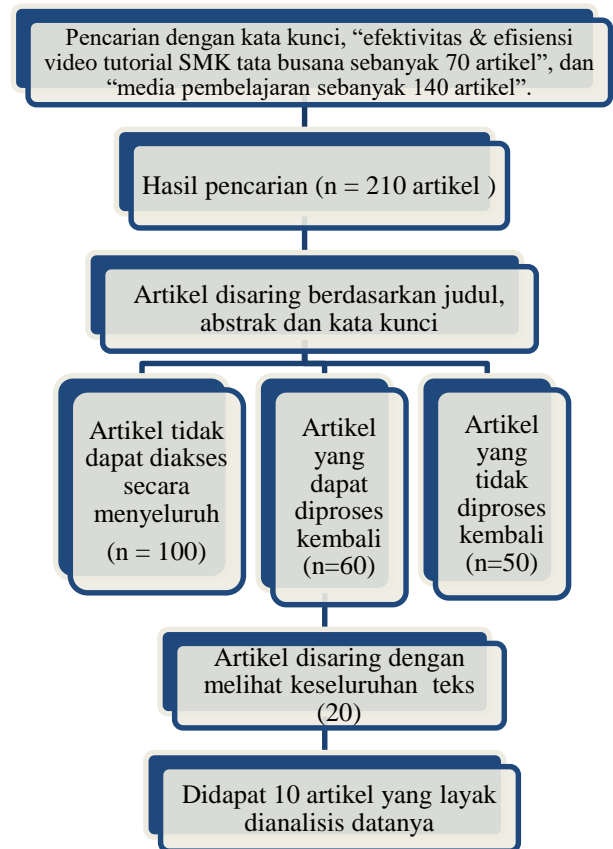 Pencarian dengan kata kunci, “efektivitas & efisiensi
video tutorial SMK tata busana sebanyak 70 artikel”, dan
“media pembelajaran sebanyak 140 artikel”.
Hasil pencarian (n = 210 artikel )
Artikel disaring berdasarkan judul,
abstrak dan kata kunci
Artikel tidak
dapat diakses
secara
menyeluruh
(n = 100)
Artikel
yang
dapat
diproses
kembali
(n=60)
Artikel
yang
tidak
diproses
kembali
(n=50)
Artikel disaring dengan
melihat keseluruhan teks
(20)
Didapat 10 artikel yang layak
dianalisis datanya